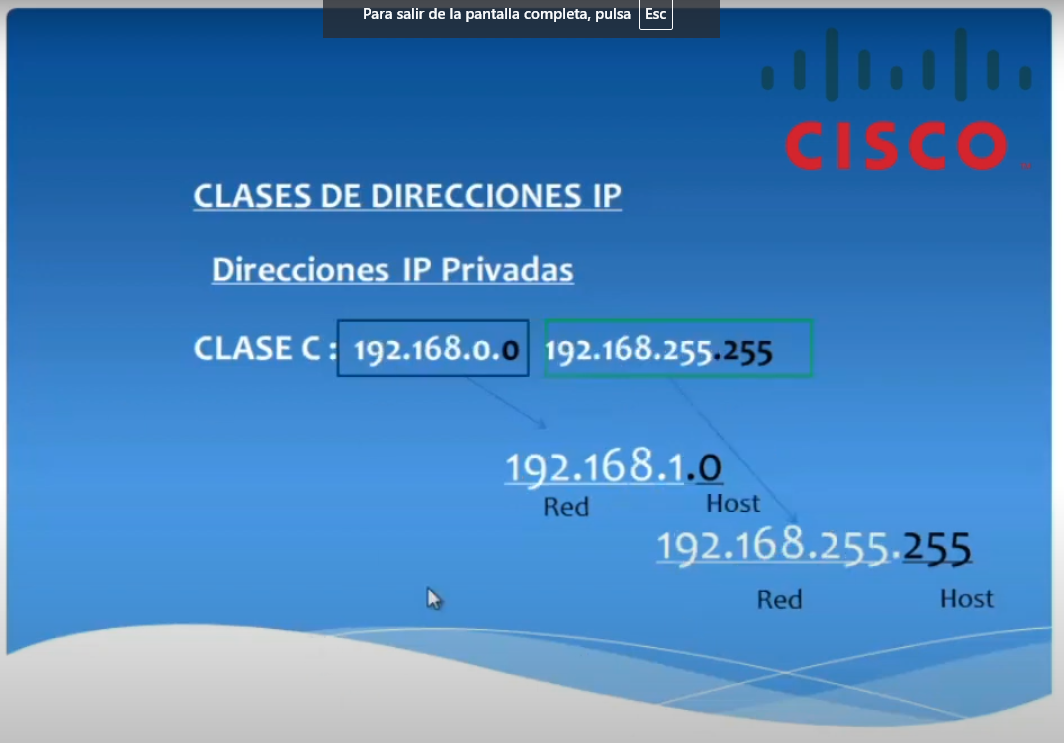 Para salir de la pantalla completa, pulsa Esc
CISCO
CLASES DE DIRECCIONES IP
Direcciones IP Privadas
CLASE C : 192.168.0.0 192.168.255.255
192.168.1.0
Red Host
192.168.255.255
Red Host